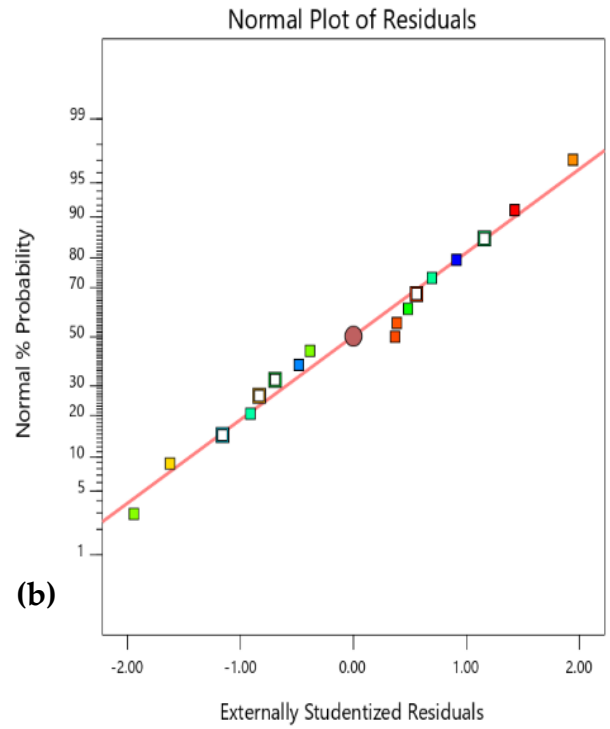 Normal Plot of Residuals
Normal % Probability
99
95
90
80
70
50
30
20
10
5
1
(b)
-2.00 -1.00 0.00 1.00 2.00
Externally Studentized Residuals